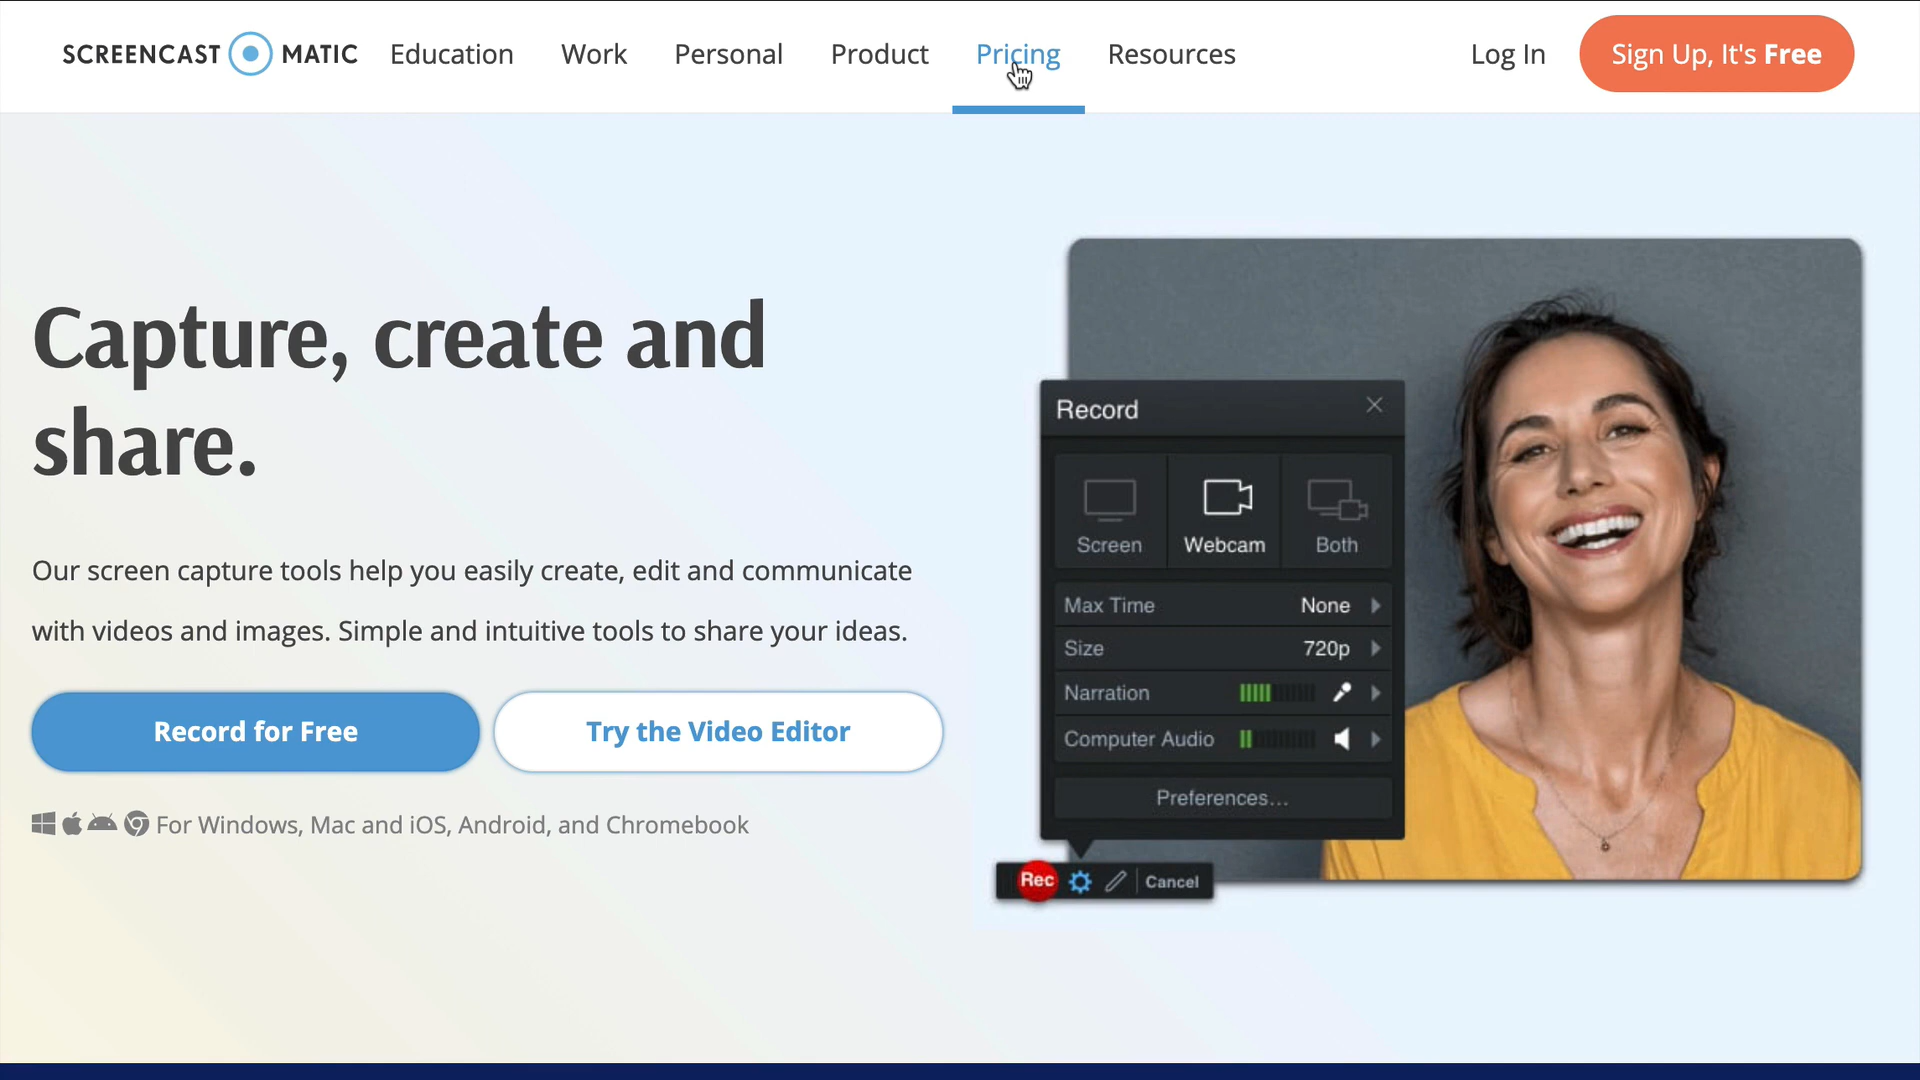 SCREENCAST MATIC Education Work Personal Product Pricing Resources Log In Sign Up, It's Free
Capture, create and
share.
Our screen capture tools help you easily create, edit and communicate
with videos and images. Simple and intuitive tools to share your ideas.
Record for Free Try the Video Editor
For Windows, Mac and iOS, Android, and Chromebook
Record
Screen Webcam Both
Max Time None
Size 720p
Narration
Computer Audio
Preferences...
Rec Cancel